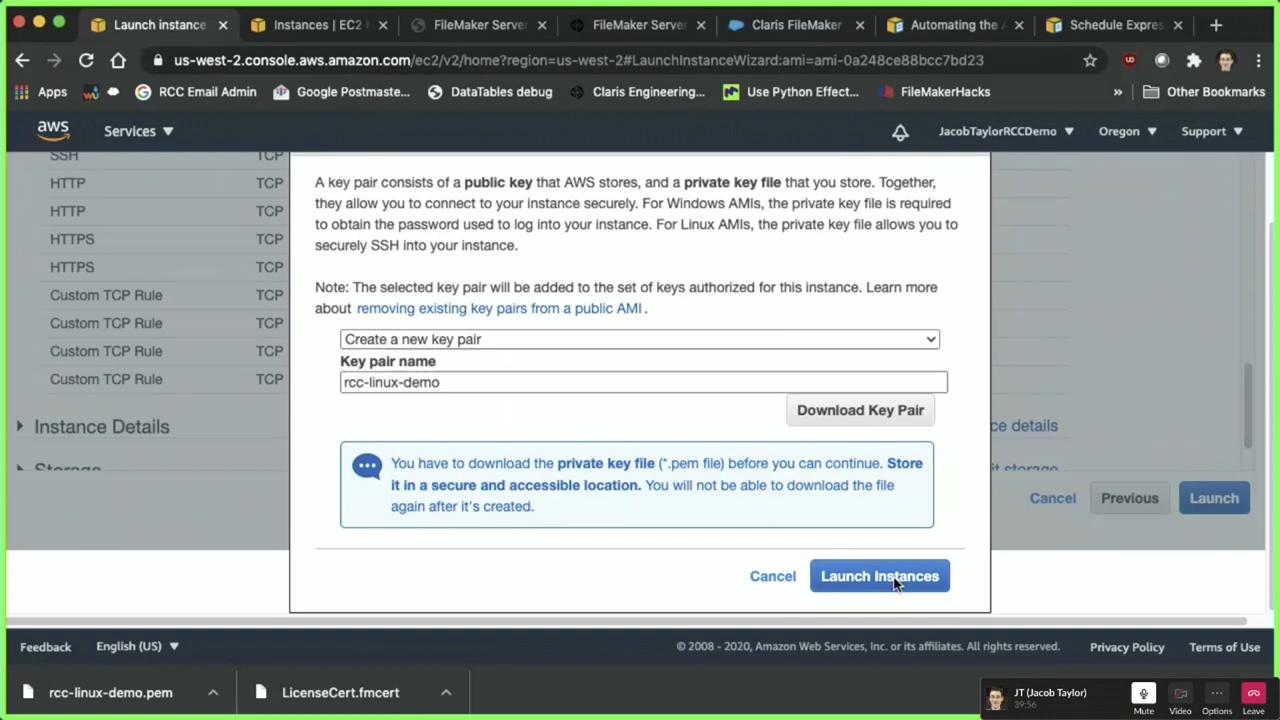 Launch instance
Instances | EC2
FileMaker Server
FileMaker Server
Claris FileMaker
Automating the A
Schedule Expres
us-west-2.console.aws.amazon.com/ec2/v2/home?region=us-west-2#LaunchInstanceWizard:ami=ami-0a248ce88bcc7bd23
Apps
RCC Email Admin
Google Postmaste...
DataTables debug
Claris Engineering...
Use Python Effect...
FileMakerHacks
»
Other Bookmarks
aws
Services
JacobTaylorRCCDemo
Oregon
Support
SSH TCP
HTTP TCP
HTTP TCP
HTTPS TCP
HTTPS TCP
Custom TCP Rule TCP
Custom TCP Rule TCP
Custom TCP Rule TCP
Custom TCP Rule TCP
Instance Details
Storage
A key pair consists of a public key that AWS stores, and a private key file that you store. Together,
they allow you to connect to your instance securely. For Windows AMIs, the private key file is required
to obtain the password used to log into your instance. For Linux AMIs, the private key file allows you to
securely SSH into your instance.
Note: The selected key pair will be added to the set of keys authorized for this instance. Learn more
about removing existing key pairs from a public AMI .
Create a new key pair
Key pair name
rcc-linux-demo
Download Key Pair
You have to download the private key file (*.pem file) before you can continue. Store
it in a secure and accessible location. You will not be able to download the file
again after it's created.
Cancel Launch Instances
ce details
it storage
Cancel Previous Launch
Feedback English (US)
© 2008 - 2020, Amazon Web Services, Inc. or its affiliates. All rights reserved. Privacy Policy Terms of Use
rcc-linux-demo.pem
LicenseCert.fmcert
JT (Jacob Taylor)
39:56
Mute Video Options Leave